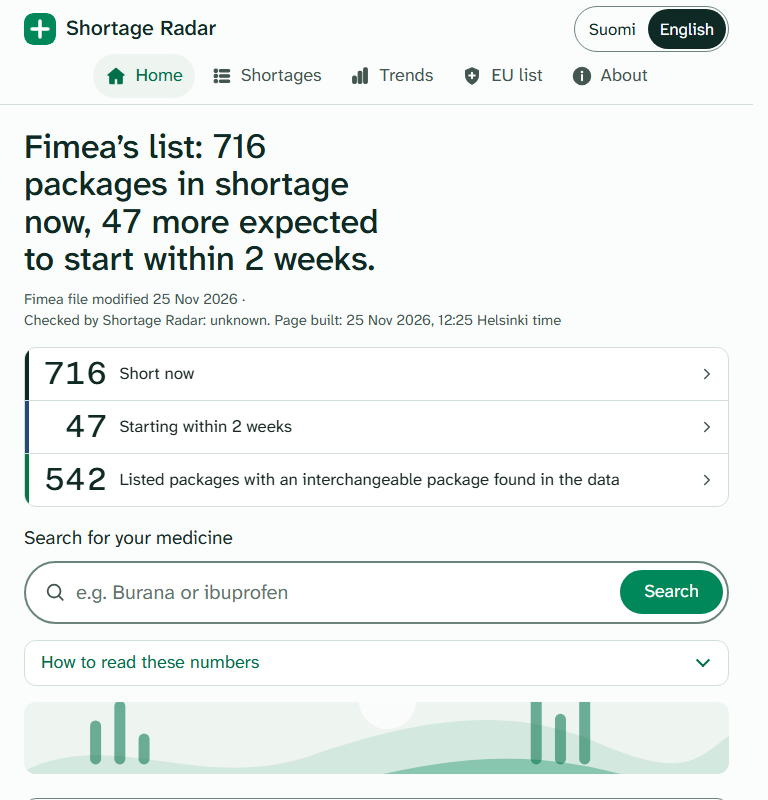 Shortage Radar
Suomi
English
Home
Shortages
Trends
EU list
About
Fimea’s list: 716
packages in shortage
now, 47 more expected
to start within 2 weeks.
Fimea file modified 25 Nov 2026 ·
Checked by Shortage Radar: unknown. Page built: 25 Nov 2026, 12:25 Helsinki time
716 Short now
47 Starting within 2 weeks
542 Listed packages with an interchangeable package found in the data
Search for your medicine
e.g. Burana or ibuprofen
Search
How to read these numbers